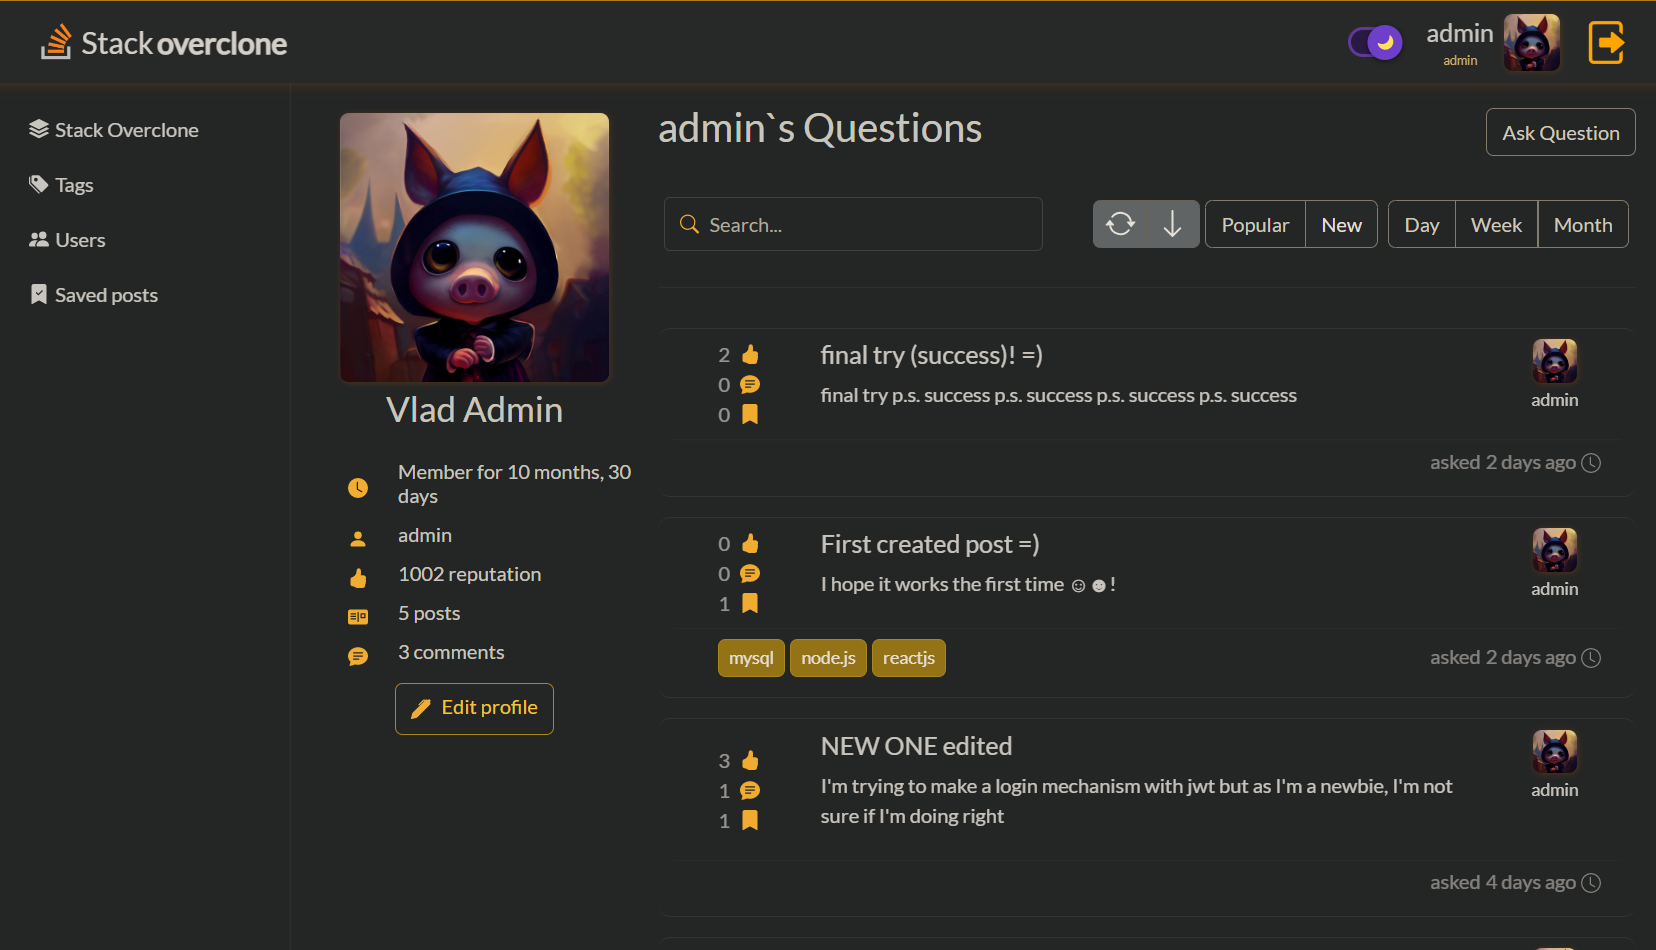 Stack overclone
admin
admin
Stack Overclone
Tags
Users
Saved posts
Vlad Admin
Member for 10 months, 30
days
admin
1002 reputation
5 posts
3 comments
Edit profile
admin`s Questions
Ask Question
Search...
Popular New Day Week Month
2
0
0
final try (success)! =)
final try p.s. success p.s. success p.s. success p.s. success
admin
asked 2 days ago
0
0
1
First created post =)
I hope it works the first time ☺☻!
admin
mysql node.js reactjs
asked 2 days ago
3
1
1
NEW ONE edited
I'm trying to make a login mechanism with jwt but as I'm a newbie, I'm not
sure if I'm doing right
admin
asked 4 days ago